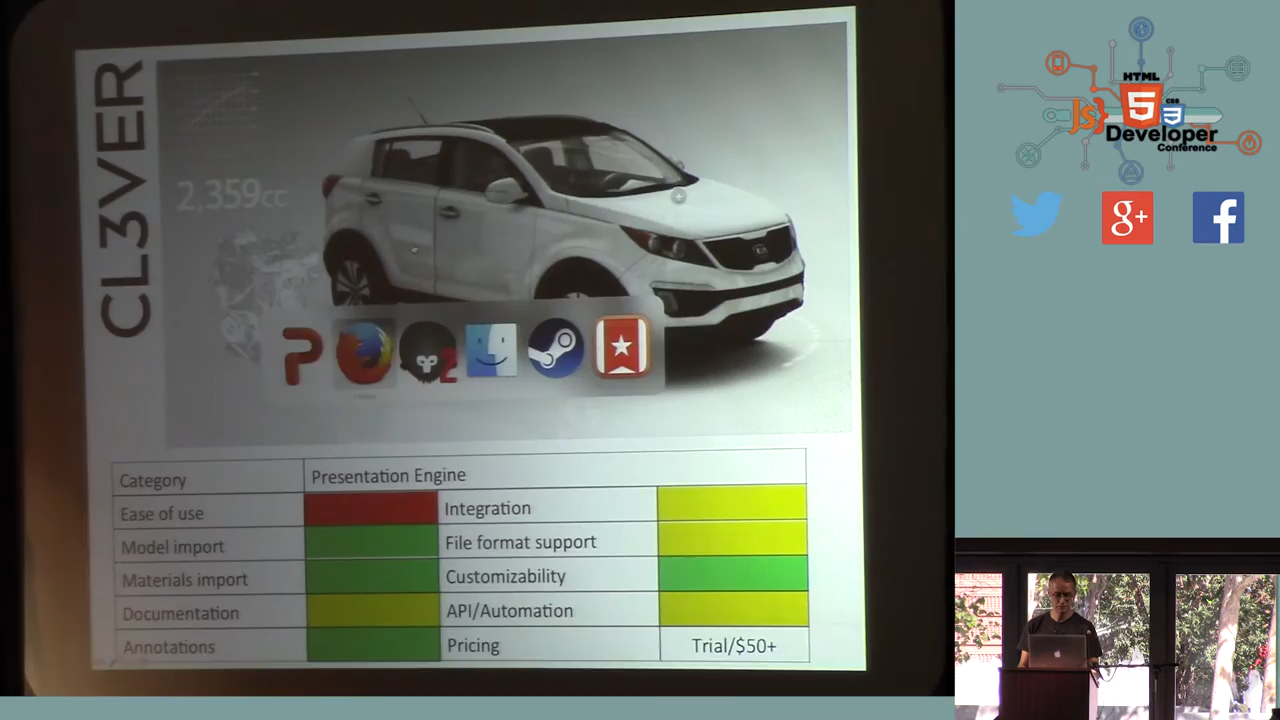 CL3VER
2,359cc
Category Presentation Engine
Ease of use Integration
Model import File format support
Materials import Customizability
Documentation API/Automation
Annotations Pricing Trial/$50+
2
HTML
5
JS}
CSS
3
Developer
Conference
g+
f